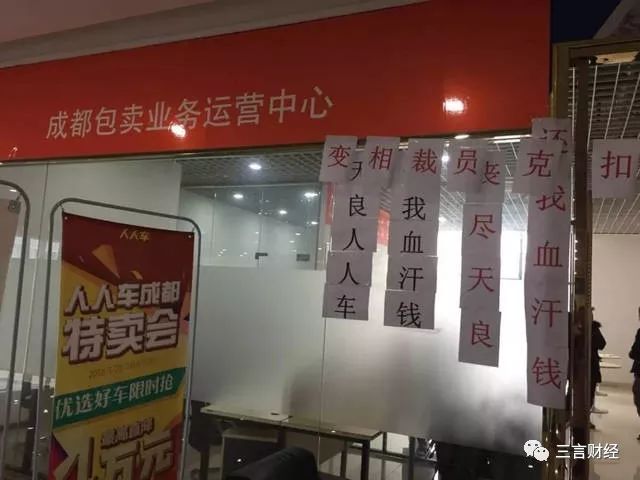 成都包卖业务运营中心
变相裁员 克扣
良人人车
我血汗钱
丧尽天良
还我血汗钱
人人车
人人车成都
特卖会
优选好车限时抢
万元
三言财经